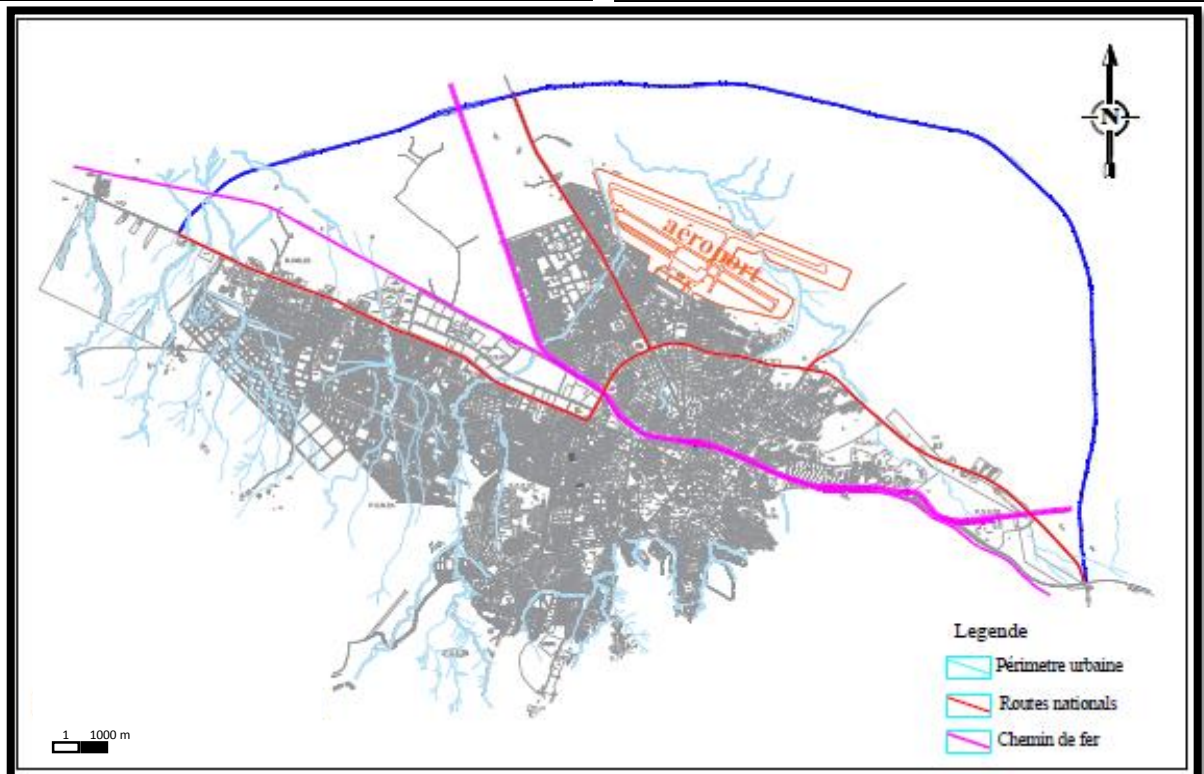 N
aéroport
Legende
Périmetre urbaine
Routes nationals
Chemin de fer
1 1000 m